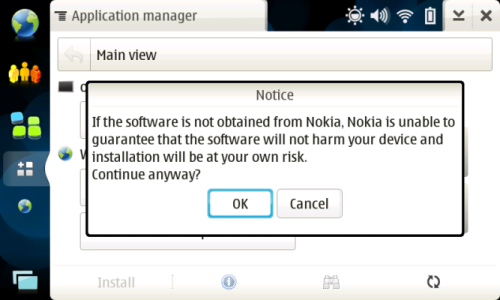 Application manager
Main view
Notice
If the software is not obtained from Nokia, Nokia is unable to
guarantee that the software will not harm your device and
installation will be at your own risk.
Continue anyway?
OK
Cancel
Install